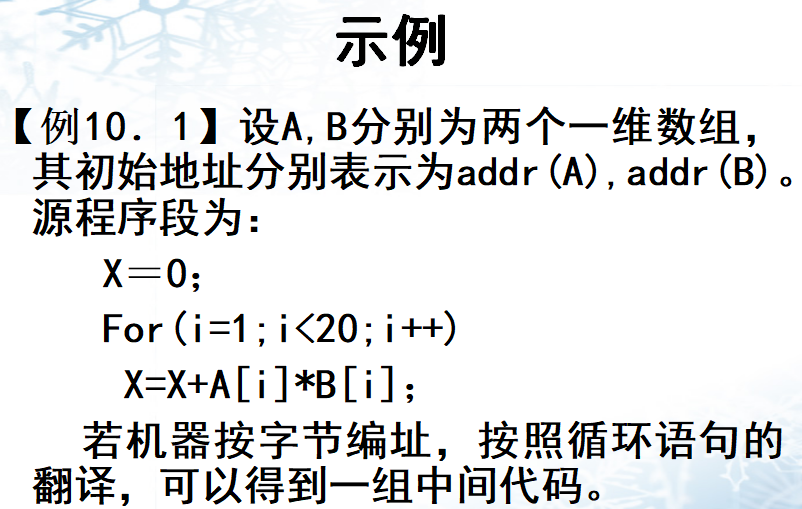 示例
【例10．1】设A,B分别为两个一维数组，
其初始地址分别表示为addr(A),addr(B)。
源程序段为：
X＝0；
For(i=1;i<20;i++)
X=X+A[i]*B[i]；
若机器按字节编址，按照循环语句的
翻译，可以得到一组中间代码。